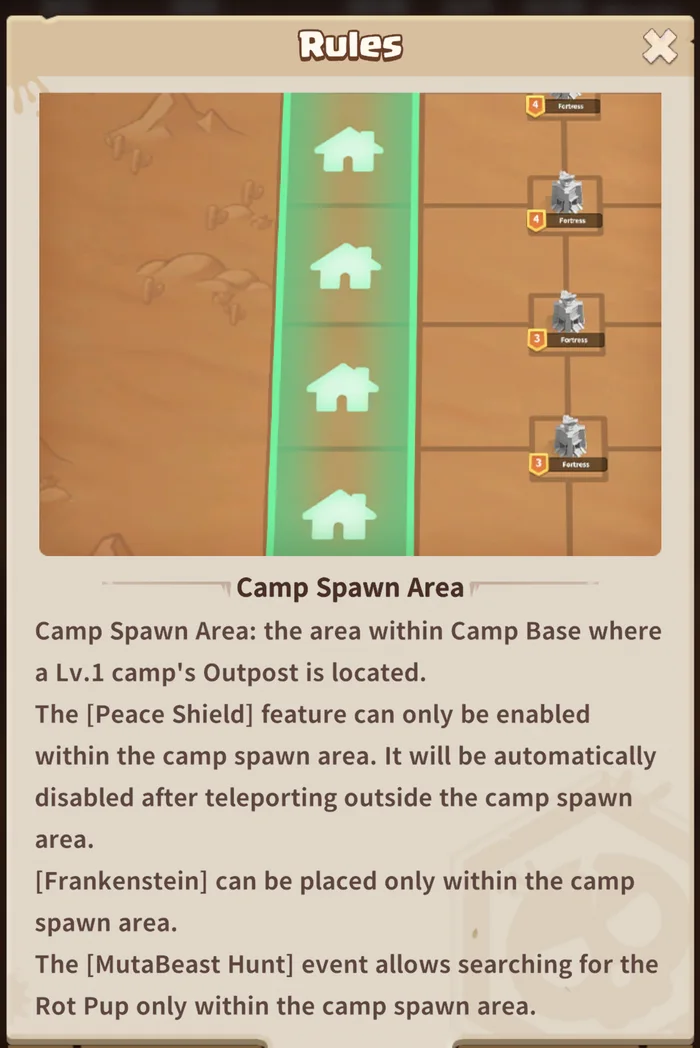 Rules
4 Fortress
4 Fortress
3 Fortress
3 Fortress
Camp Spawn Area
Camp Spawn Area: the area within Camp Base where
a Lv.1 camp's Outpost is located.
The [Peace Shield] feature can only be enabled
within the camp spawn area. It will be automatically
disabled after teleporting outside the camp spawn
area.
[Frankenstein] can be placed only within the camp
spawn area.
The [MutaBeast Hunt] event allows searching for the
Rot Pup only within the camp spawn area.